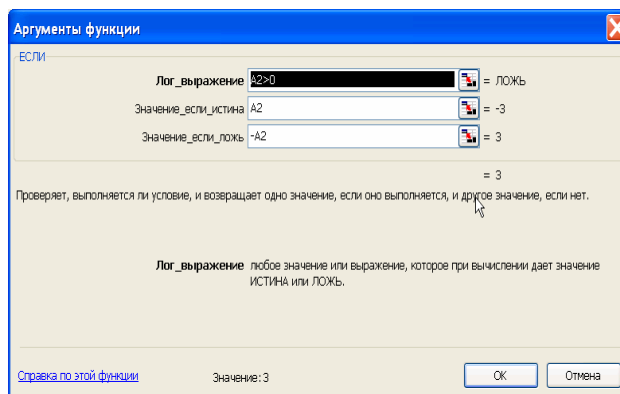 Аргументы функции
ЕСЛИ
Лог_выражение A2>0 = ЛОЖЬ
Значение_если_истина A2 = -3
Значение_если_ложь -A2 = 3
= 3
Проверяет, выполняется ли условие, и возвращает одно значение, если оно выполняется, и другое значение, если нет.
Лог_выражение любое значение или выражение, которое при вычислении дает значение
ИСТИНА или ЛОЖЬ.
Справка по этой функции Значение:3 ОК Отмена